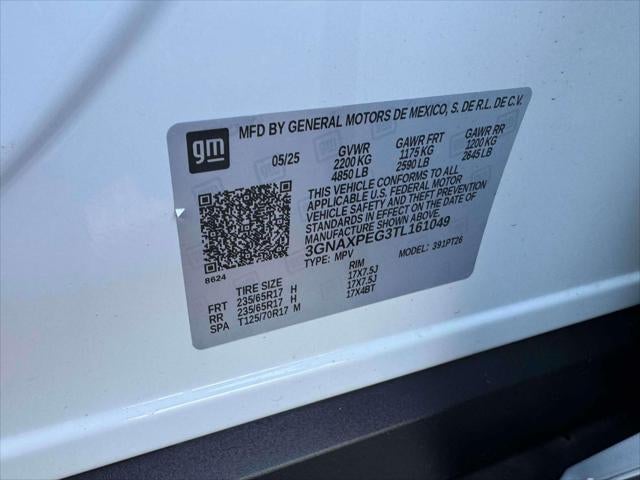 gm MFD BY GENERAL MOTORS DE MEXICO, S. DE R.L. DE C.V.
05/25 GVWR GAWR FRT GAWR RR
2200 KG 1175 KG 1200 KG
4850 LB 2590 LB 2645 LB
THIS VEHICLE CONFORMS TO ALL
APPLICABLE U.S. FEDERAL MOTOR
VEHICLE SAFETY AND THEFT PREVENTION
STANDARDS IN EFFECT ON THE DATE OF
MANUFACTURE SHOWN ABOVE.
3GNAXPEG3TL161049
TYPE: MPV MODEL: 391PT26
8624
TIRE SIZE RIM
FRT 235/65R17 H 17X7.5J
RR 235/65R17 H 17X7.5J
SPA T125/70R17 M 17X4BT